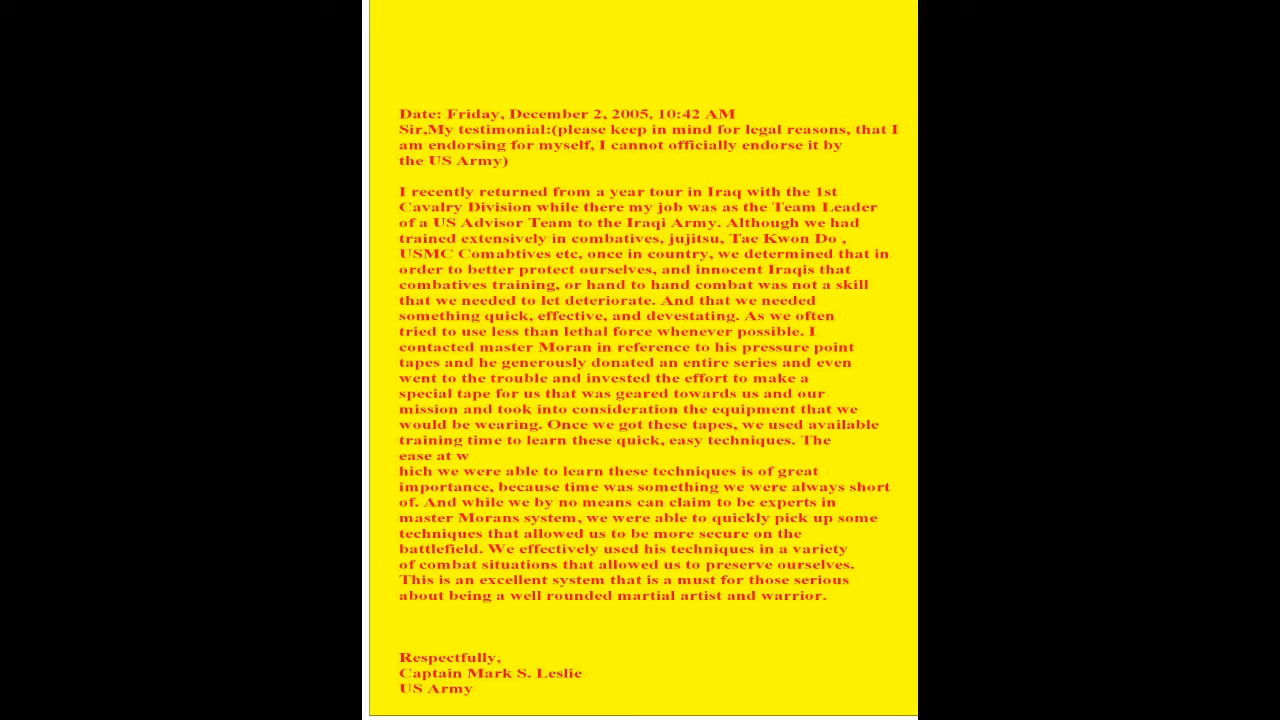 Date: Friday, December 2, 2005, 10:42 AM
Sir,My testimonial:(please keep in mind for legal reasons, that I
am endorsing for myself, I cannot officially endorse it by
the US Army)
I recently returned from a year tour in Iraq with the 1st
Cavalry Division while there my job was as the Team Leader
of a US Advisor Team to the Iraqi Army. Although we had
trained extensively in combatives, jujitsu, Tae Kwon Do ,
USMC Comabtives etc, once in country, we determined that in
order to better protect ourselves, and innocent Iraqis that
combatives training, or hand to hand combat was not a skill
that we needed to let deteriorate. And that we needed
something quick, effective, and devestating. As we often
tried to use less than lethal force whenever possible. I
contacted master Moran in reference to his pressure point
tapes and he generously donated an entire series and even
went to the trouble and invested the effort to make a
special tape for us that was geared towards us and our
mission and took into consideration the equipment that we
would be wearing. Once we got these tapes, we used available
training time to learn these quick, easy techniques. The
ease at w
hich we were able to learn these techniques is of great
importance, because time was something we were always short
of. And while we by no means can claim to be experts in
master Morans system, we were able to quickly pick up some
techniques that allowed us to be more secure on the
battlefield. We effectively used his techniques in a variety
of combat situations that allowed us to preserve ourselves.
This is an excellent system that is a must for those serious
about being a well rounded martial artist and warrior.
Respectfully,
Captain Mark S. Leslie
US Army